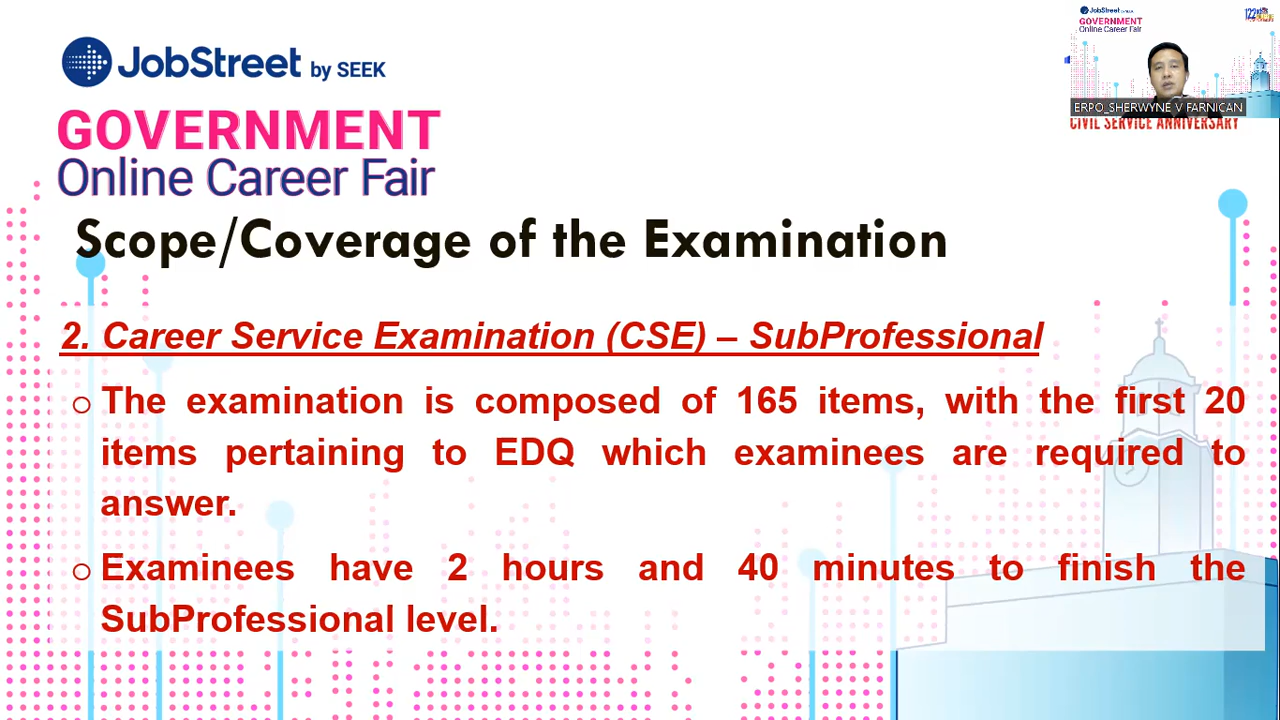 JobStreet by SEEK
GOVERNMENT
Online Career Fair
Scope/Coverage of the Examination
2. Career Service Examination (CSE) – SubProfessional
The examination is composed of 165 items, with the first 20
items pertaining to EDQ which examinees are required to
answer.
Examinees have 2 hours and 40 minutes to finish the
SubProfessional level.
JobStreet
GOVERNMENT
Online Career Fair
122
ERPO_SHERWYNE V FARNICAN
CIVIL SERVICE ANNIVERSARY